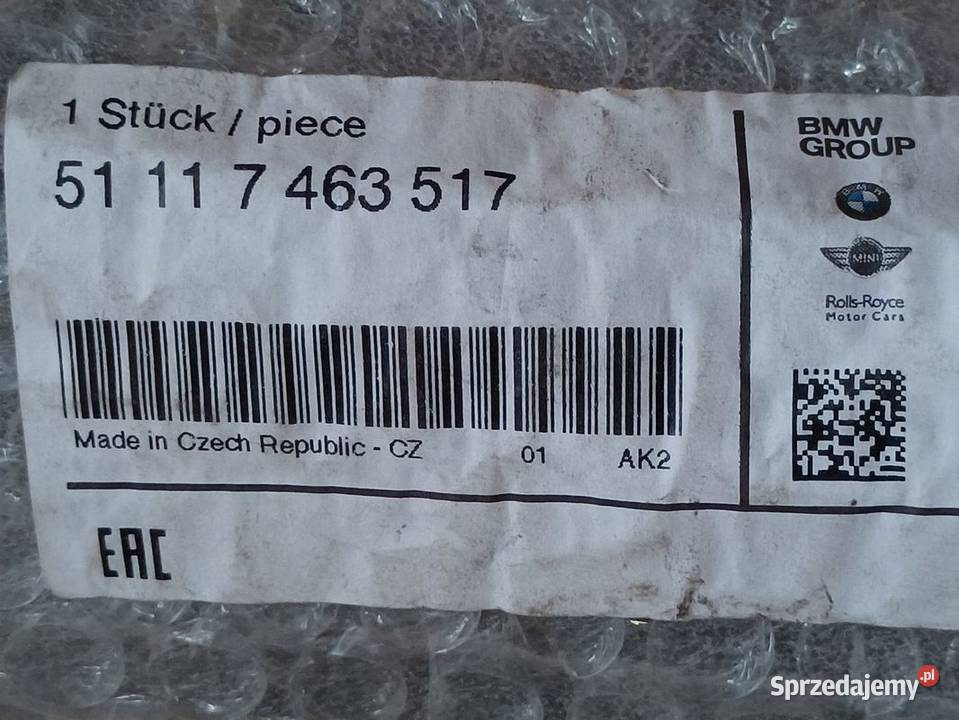 1 Stück / piece
51 11 7 463 517
Made in Czech Republic - CZ 01 AK2
EAC
BMW
GROUP
BMW
MINI
Rolls-Royce
Motor Cars
Sprzedajemy.pl